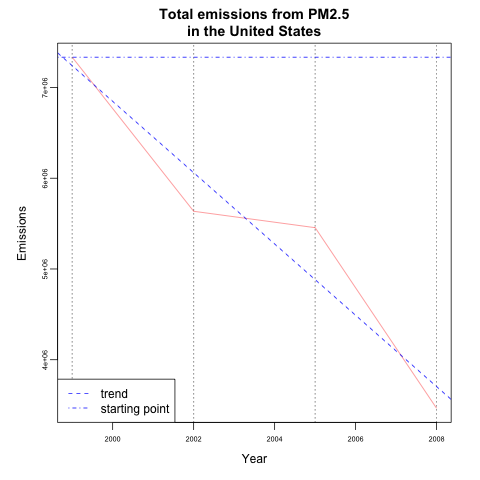 Total emissions from PM2.5
in the United States
Emissions
7e+06
6e+06
5e+06
4e+06
trend
starting point
2000
2002
2004
2006
2008
Year